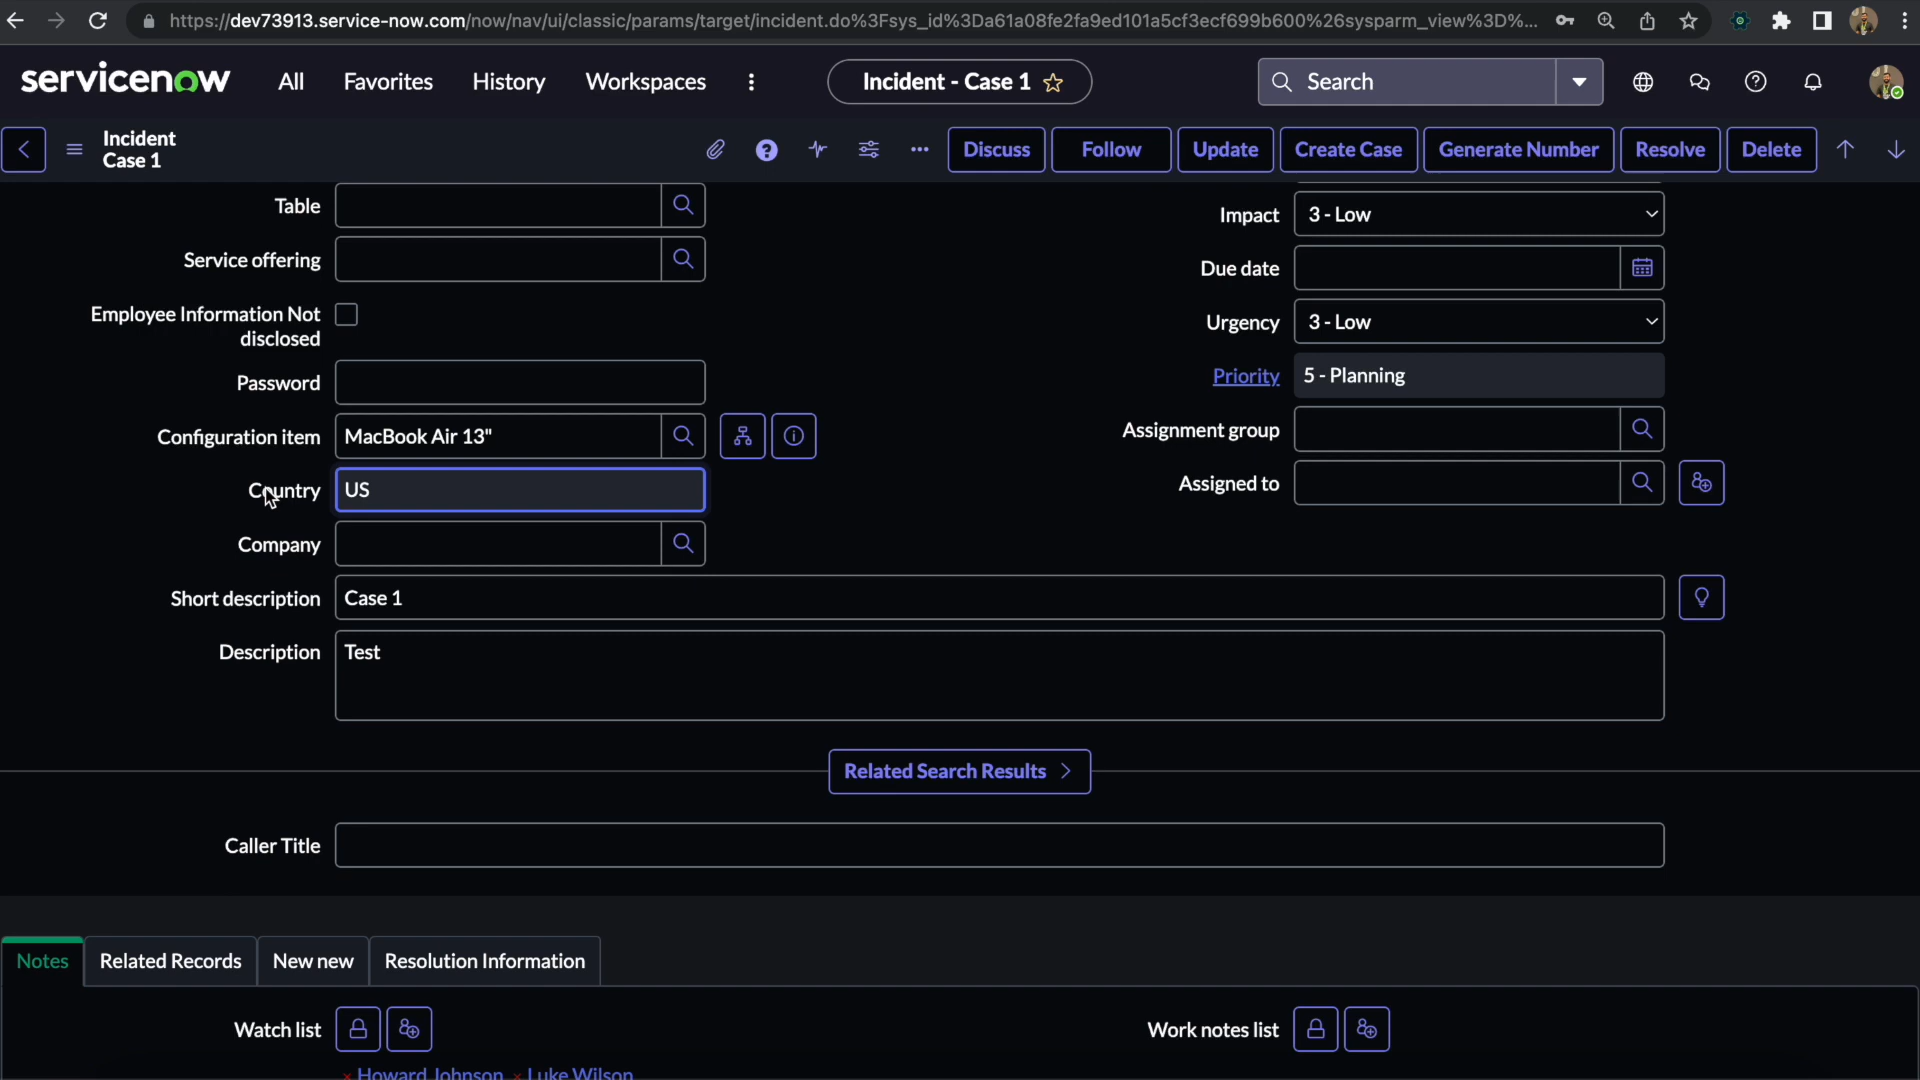 https://dev73913.service-now.com/now/nav/ui/classic/params/target/incident.do%3Fsys_id%3Da61a08fe2fa9ed101a5cf3ecf699b600%26sysparm_view%3D%...
servicenow
All
Favorites
History
Workspaces
Incident - Case 1
Search
Incident
Case 1
Discuss
Follow
Update
Create Case
Generate Number
Resolve
Delete
Table
Service offering
Employee Information Not
disclosed
Password
Configuration item
MacBook Air 13"
Country
US
Company
Impact
3 - Low
Due date
Urgency
3 - Low
Priority
5 - Planning
Assignment group
Assigned to
Short description
Case 1
Description
Test
Related Search Results
Caller Title
Notes
Related Records
New new
Resolution Information
Watch list
Work notes list
Howard Johnson
Luke Wilson